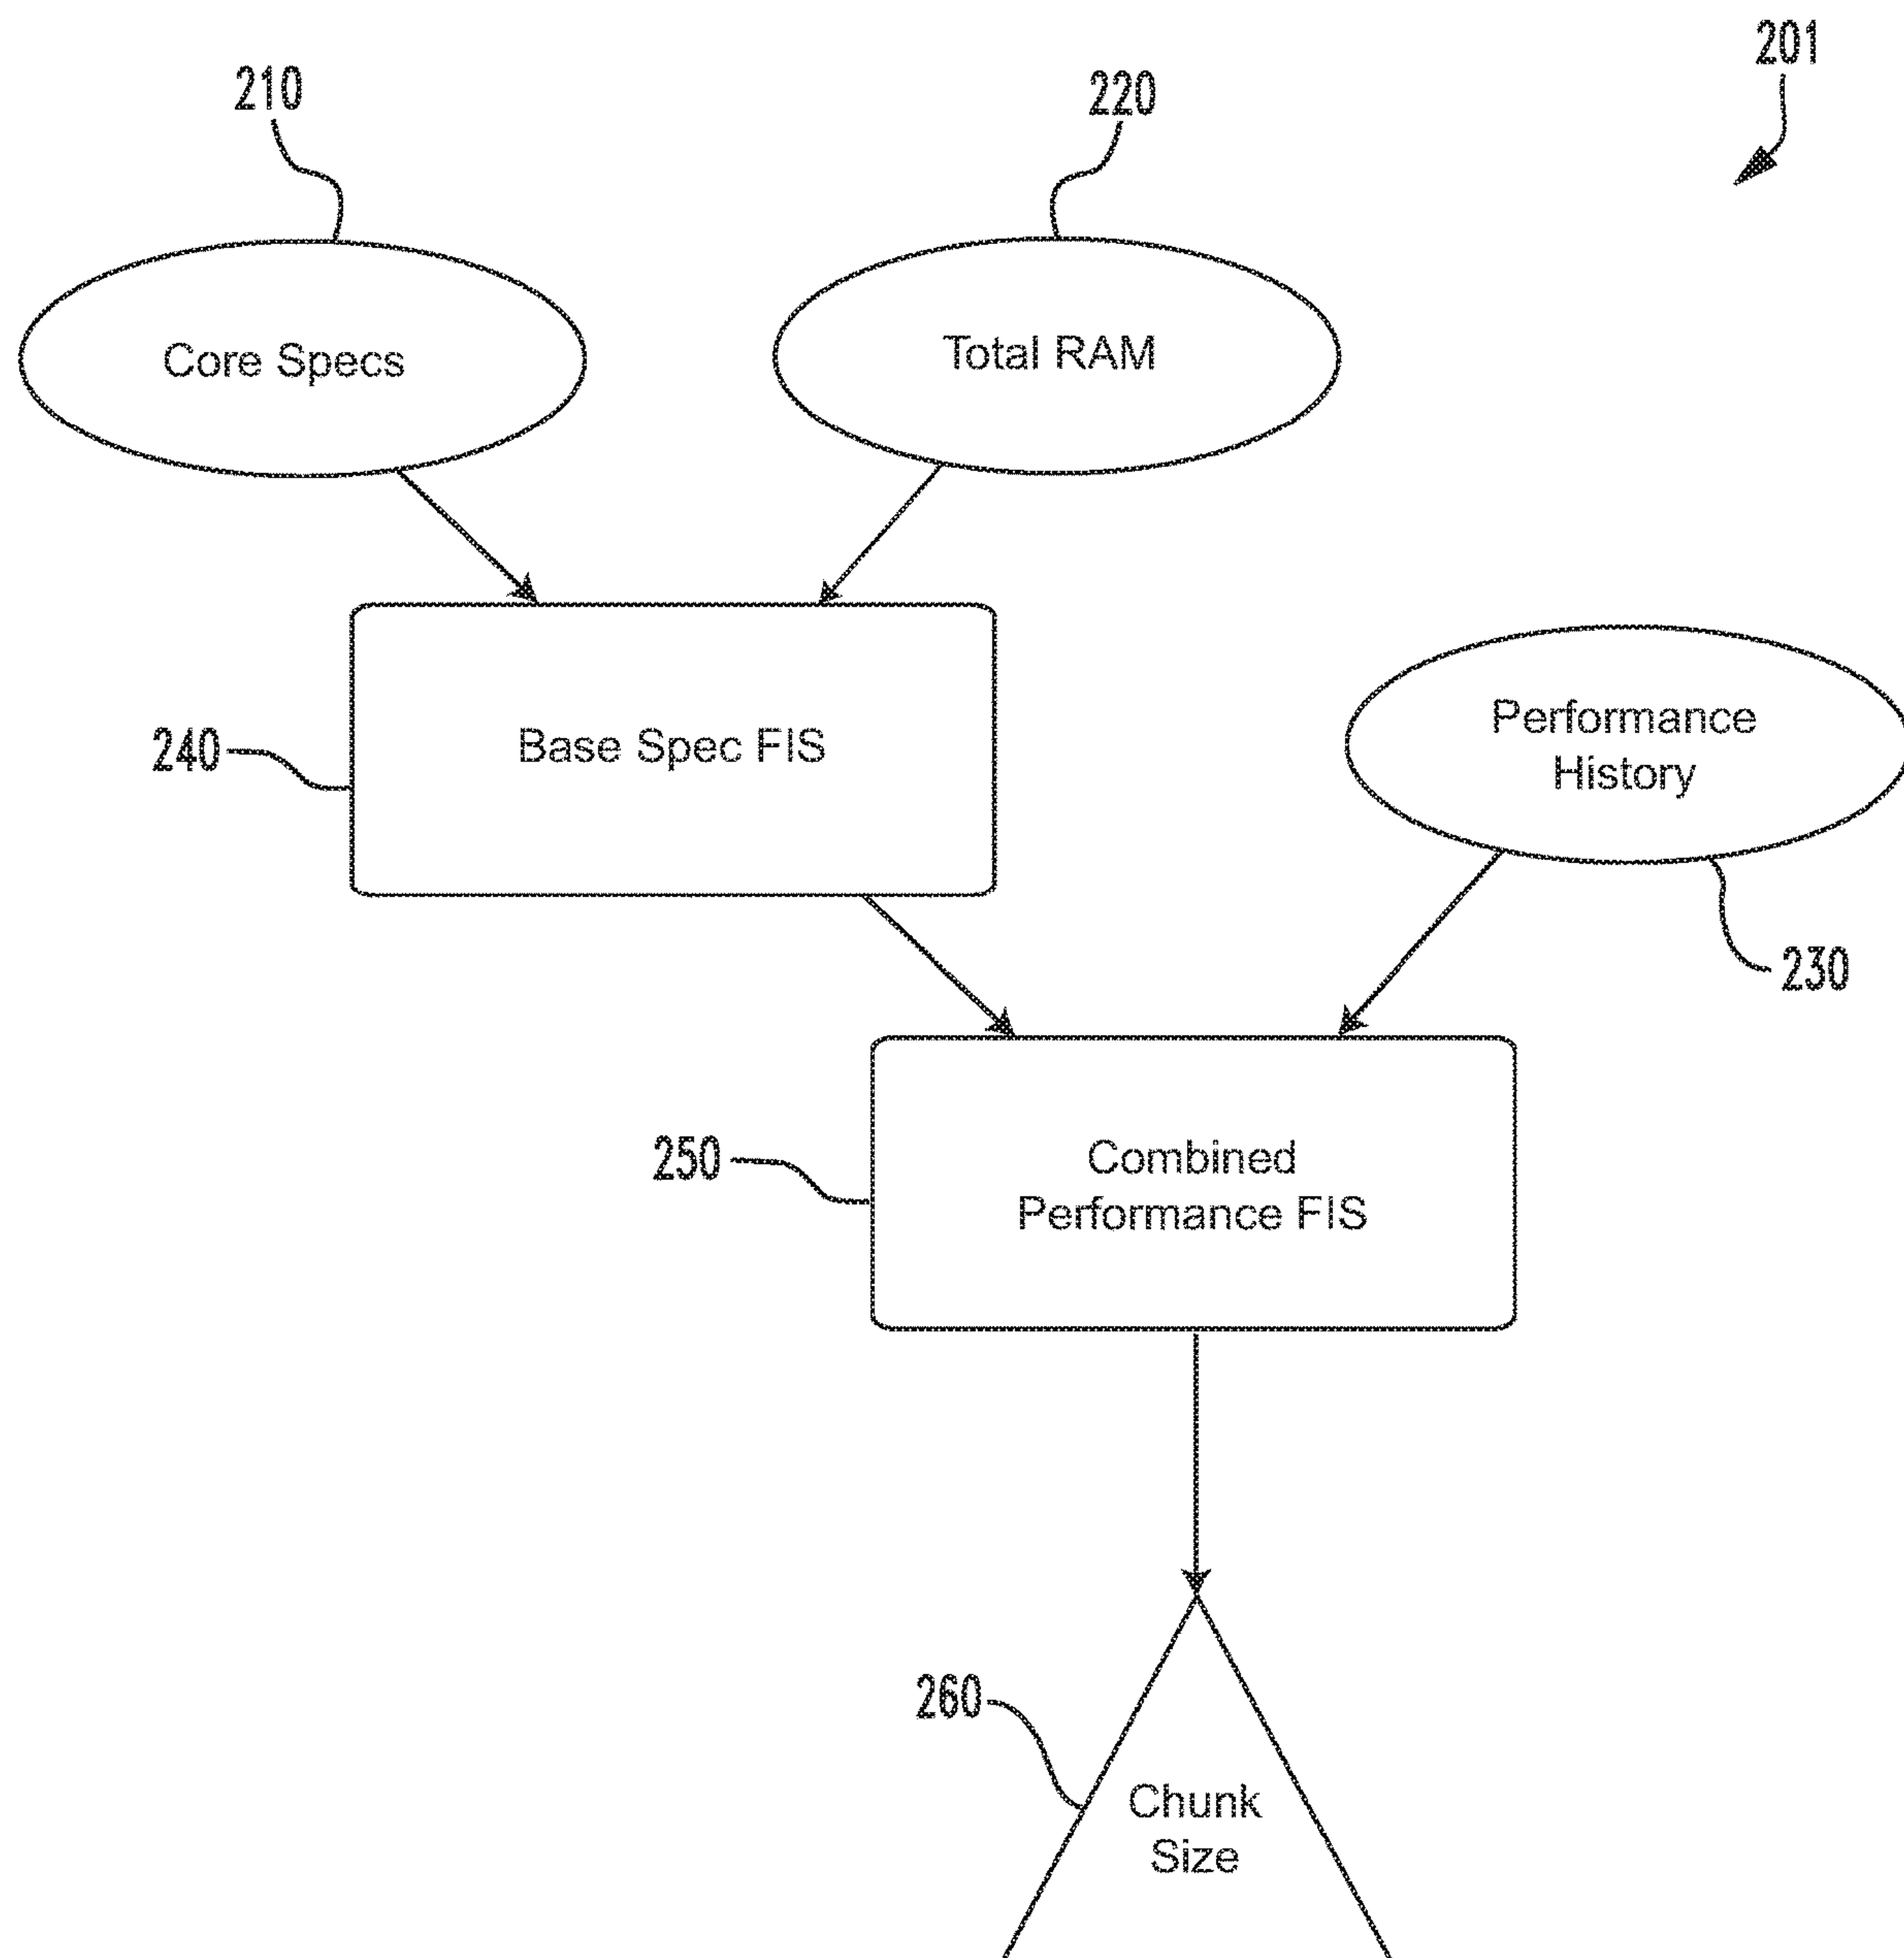 201
210
220
Core Specs
Total RAM
240
Base Spec FIS
Performance
History
230
250
Combined
Performance FIS
260
Chunk
Size